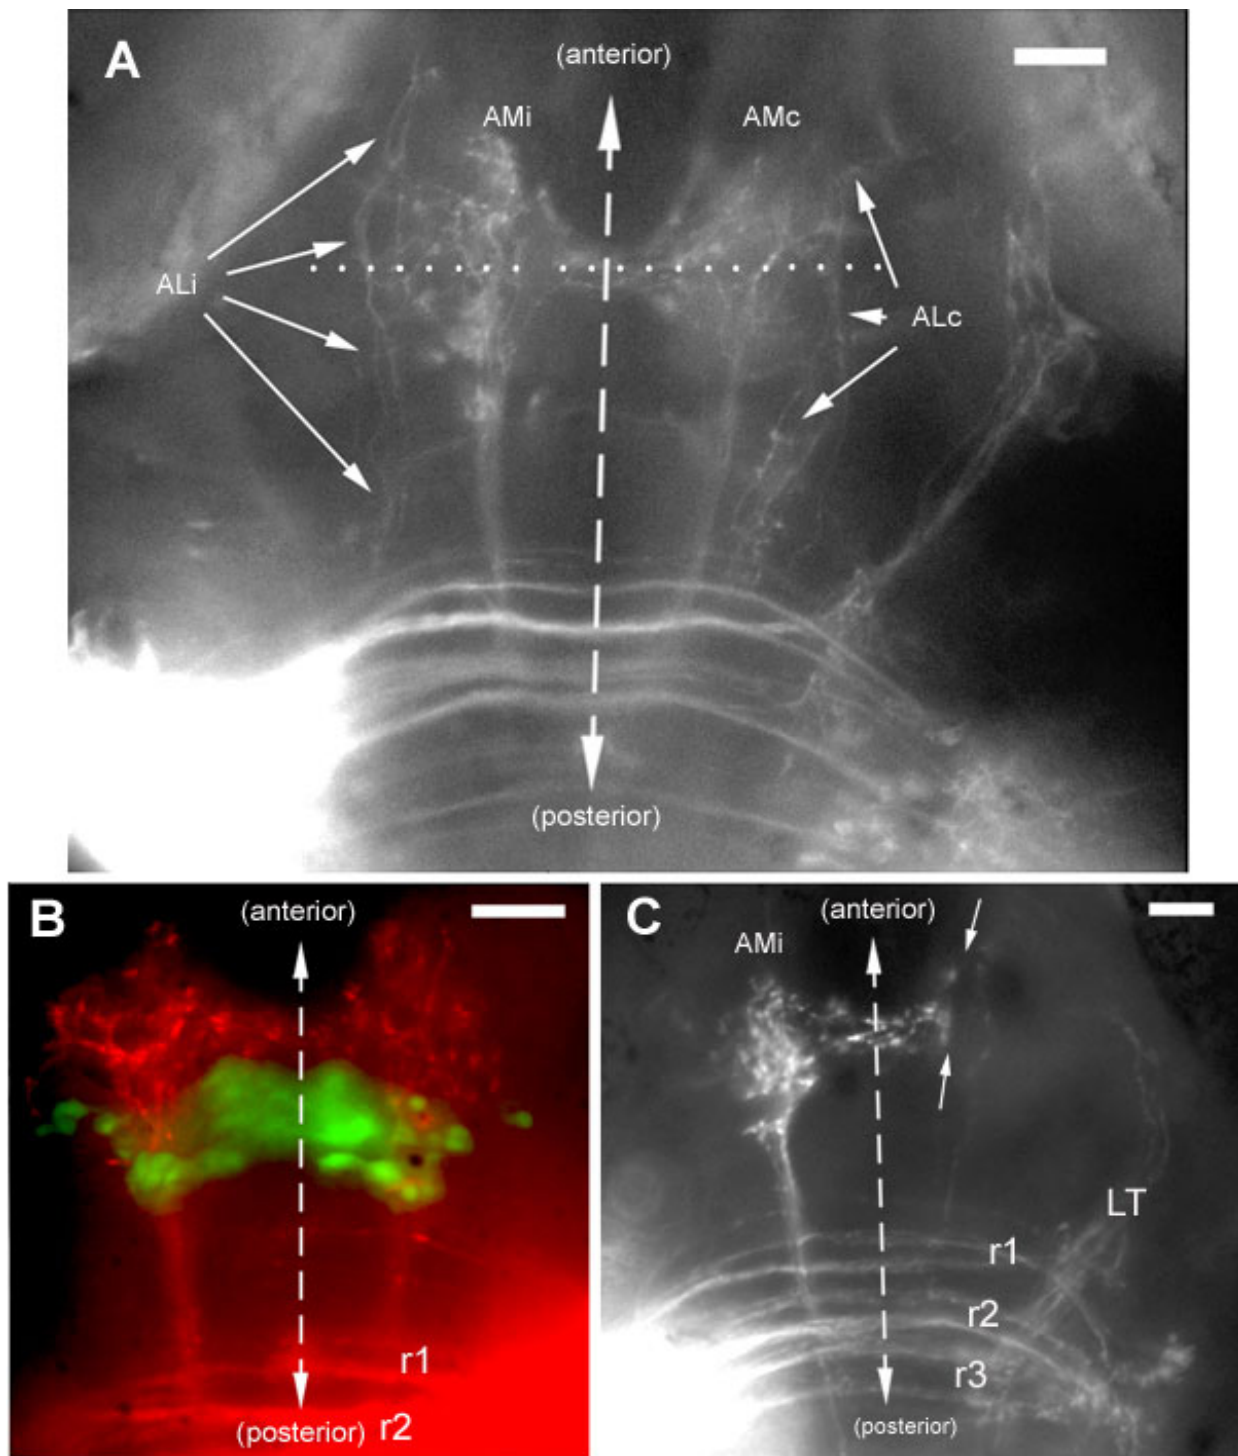 A
(anterior)
AMi
AMc
ALi
ALc
(posterior)
B
(anterior)
r1
(posterior)
r2
C
(anterior)
AMi
LT
r1
r2
r3
(posterior)